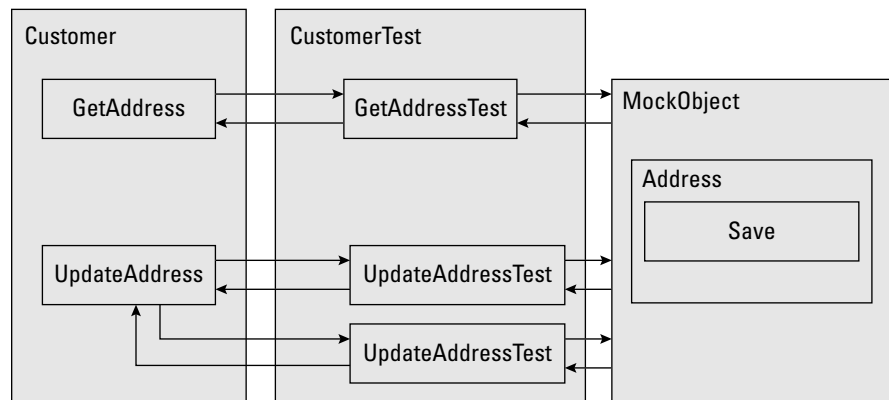 Customer
CustomerTest
GetAddress
GetAddressTest
MockObject
Address
Save
UpdateAddress
UpdateAddressTest
UpdateAddressTest